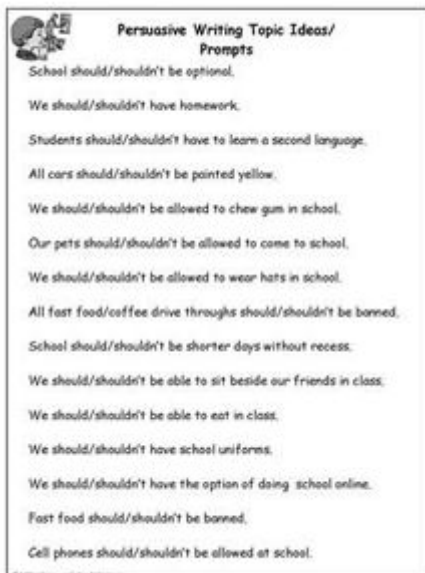 Persuasive Writing Topic Ideas/
Prompts
School should/shouldn't be optional.
We should/shouldn't have homework.
Students should/shouldn't have to learn a second language.
All cars should/shouldn't be painted yellow.
We should/shouldn't be allowed to chew gum in school.
Our pets should/shouldn't be allowed to come to school.
We should/shouldn't be allowed to wear hats in school.
All fast food/coffee drive throughs should/shouldn't be banned.
School should/shouldn't be shorter days without recess.
We should/shouldn't be able to sit beside our friends in class.
We should/shouldn't be able to eat in class.
We should/shouldn't have school uniforms.
We should/shouldn't have the option of doing school online.
Fast food should/shouldn't be banned.
Cell phones should/shouldn't be allowed at school.